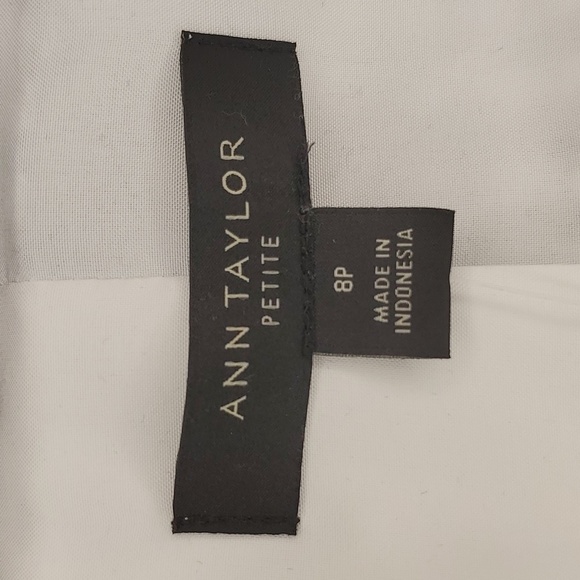 ANN TAYLOR
PETITE
8P
MADE IN
INDONESIA